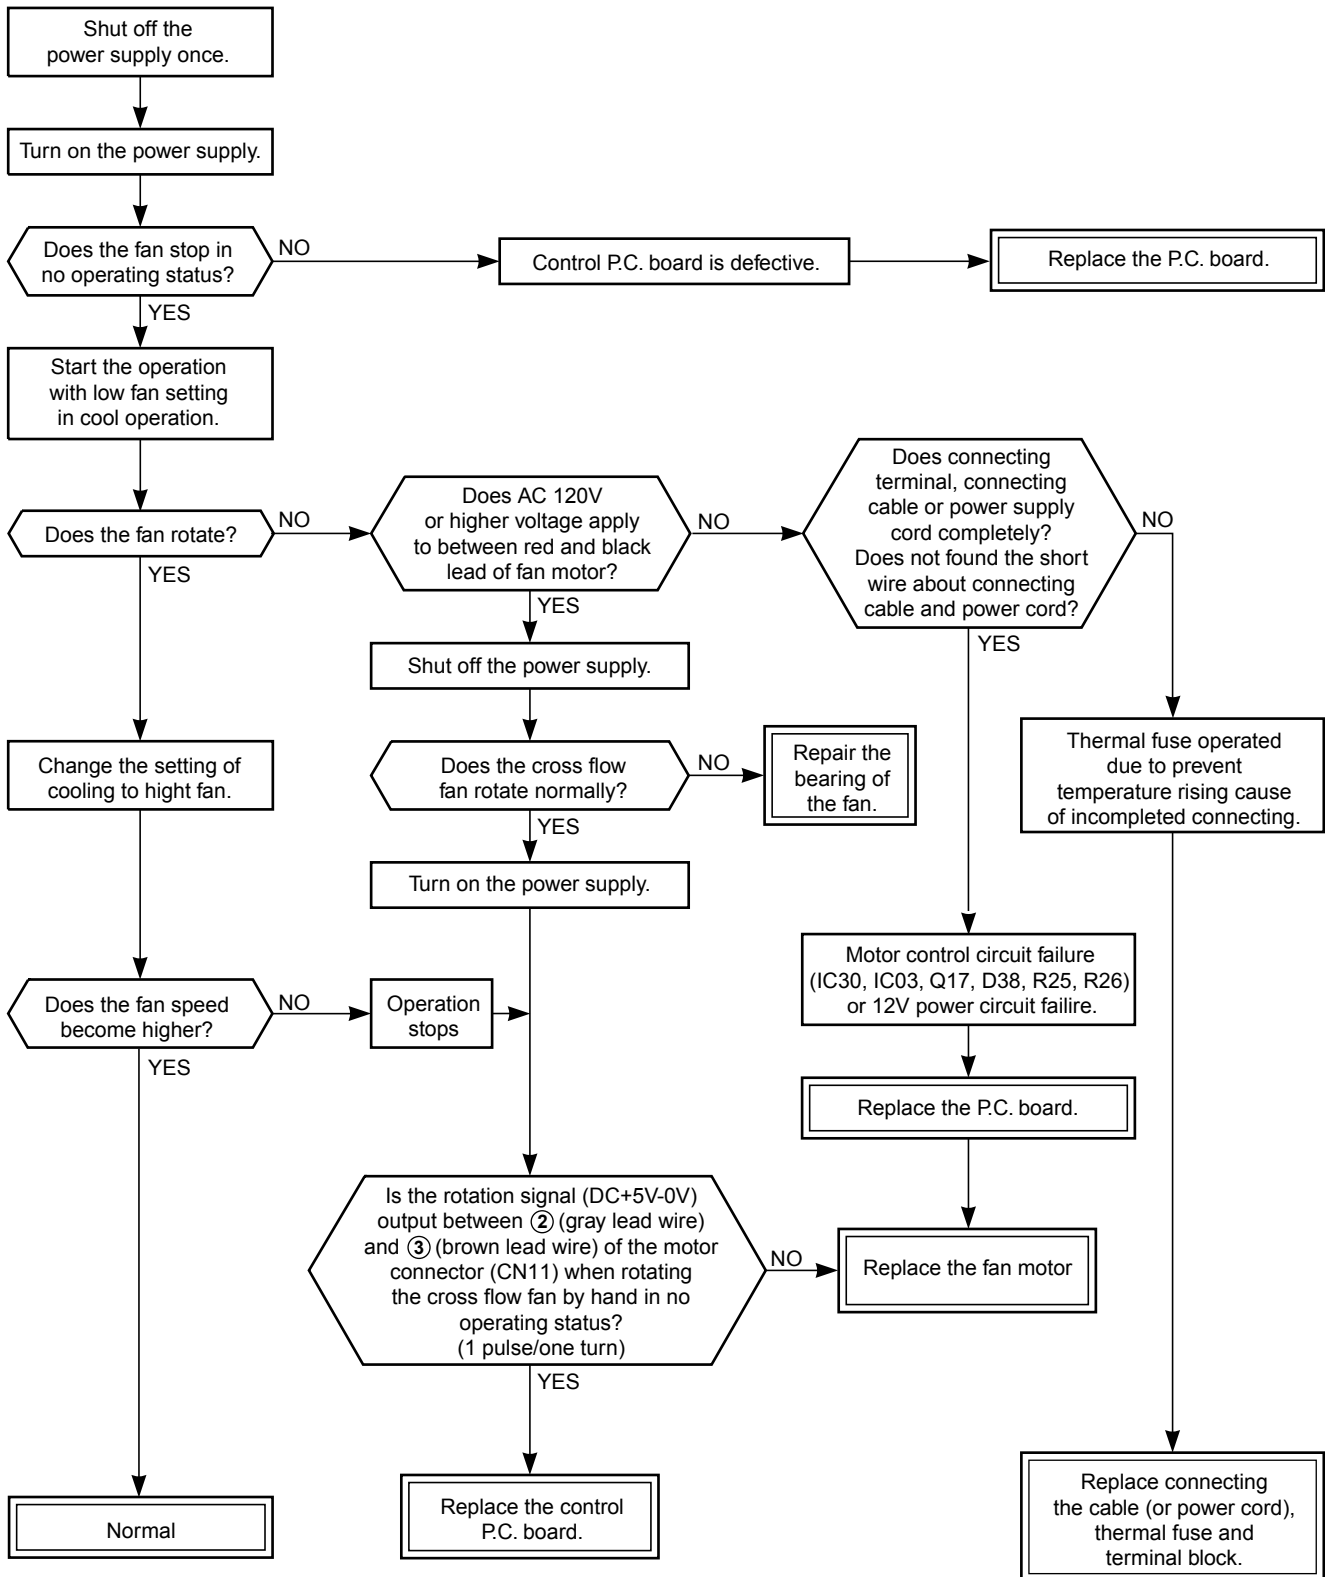 Shut off the
power supply once.
Turn on the power supply.
Does the fan stop in
no operating status?
NO
Control P.C. board is defective.
Replace the P.C. board.
YES
Start the operation
with low fan setting
in cool operation.
Does the fan rotate?
NO
Does AC 120V
or higher voltage apply
to between red and black
lead of fan motor?
NO
Does connecting
terminal, connecting
cable or power supply
cord completely?
Does not found the short
wire about connecting
cable and power cord?
NO
YES
YES
YES
Shut off the power supply.
Change the setting of
cooling to hight fan.
Does the cross flow
fan rotate normally?
NO
Repair the
bearing of
the fan.
Thermal fuse operated
due to prevent
temperature rising cause
of incompleted connecting.
YES
Turn on the power supply.
Motor control circuit failure
(IC30, IC03, Q17, D38, R25, R26)
or 12V power circuit failire.
Does the fan speed
become higher?
NO
Operation
stops
YES
Replace the P.C. board.
Is the rotation signal (DC+5V-0V)
output between ② (gray lead wire)
and ③ (brown lead wire) of the motor
connector (CN11) when rotating
the cross flow fan by hand in no
operating status?
(1 pulse/one turn)
NO
Replace the fan motor
YES
Normal
Replace the control
P.C. board.
Replace connecting
the cable (or power cord),
thermal fuse and
terminal block.